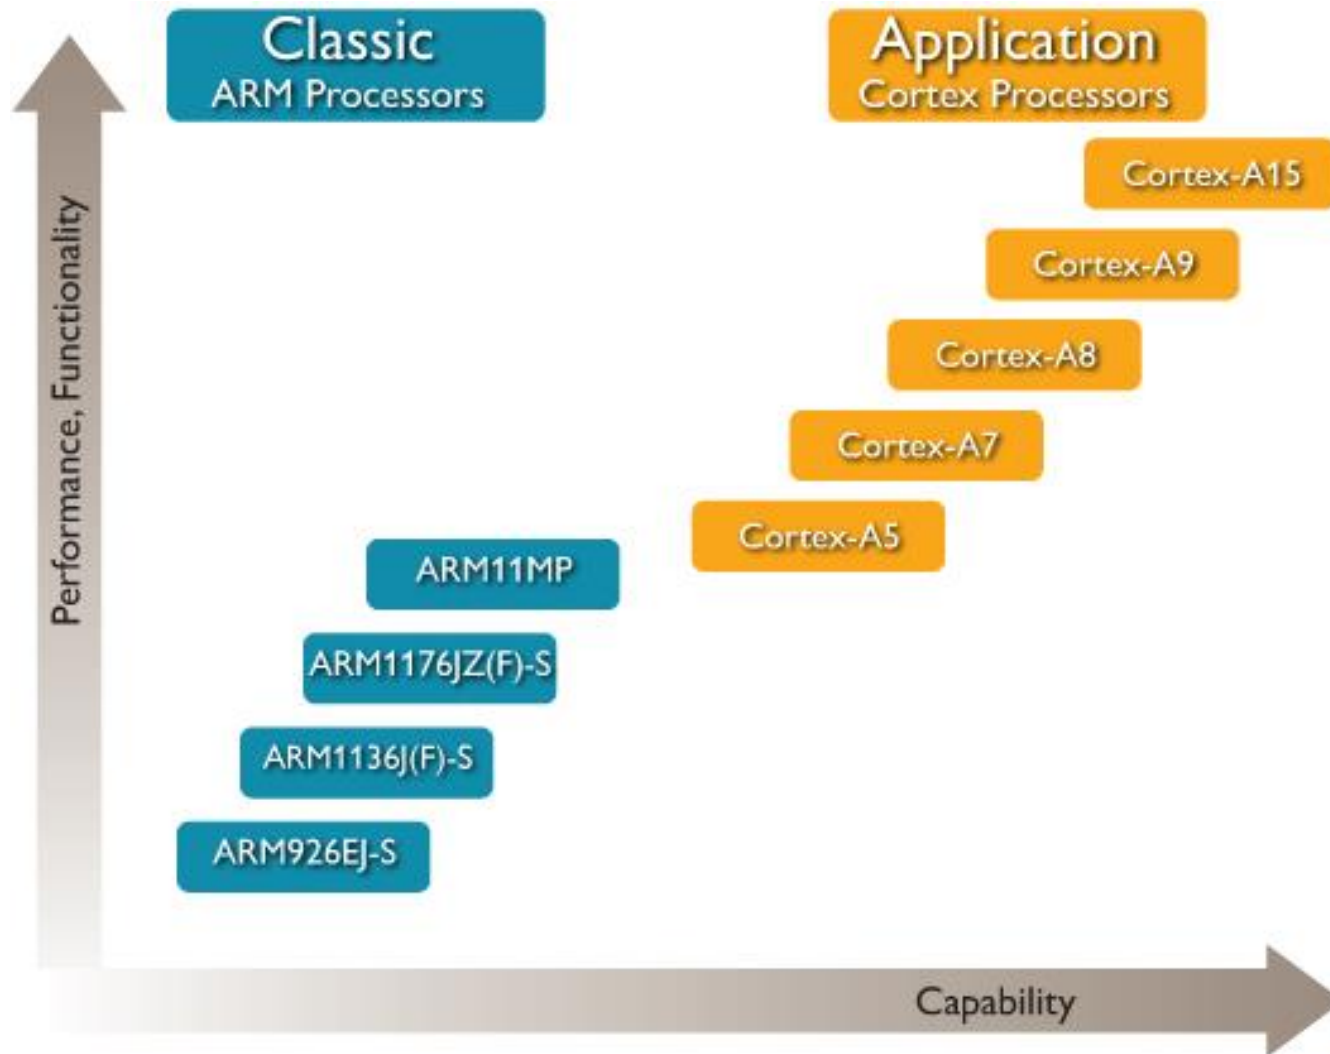 Classic
ARM Processors
Application
Cortex Processors
Cortex-A15
Cortex-A9
Cortex-A8
Cortex-A7
Cortex-A5
ARM11MP
ARM1176JZ(F)-S
ARM1136J(F)-S
ARM926EJ-S
Performance, Functionality
Capability